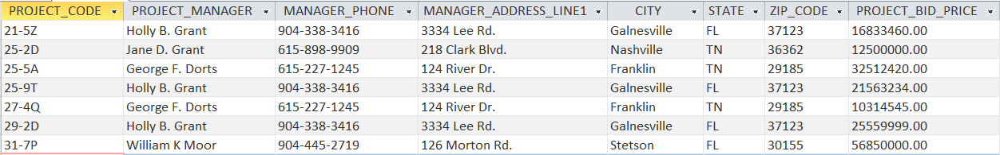 PROJECT_CODE PROJECT_MANAGER MANAGER_PHONE MANAGER_ADDRESS_LINE1 CITY STATE ZIP_CODE PROJECT_BID_PRICE
21-5Z Holly B. Grant 904-338-3416 3334 Lee Rd. Galnesville FL 37123 16833460.00
25-2D Jane D. Grant 615-898-9909 218 Clark Blvd. Nashville TN 36362 12500000.00
25-5A George F. Dorts 615-227-1245 124 River Dr. Franklin TN 29185 32512420.00
25-9T Holly B. Grant 904-338-3416 3334 Lee Rd. Galnesville FL 37123 21563234.00
27-4Q George F. Dorts 615-227-1245 124 River Dr. Franklin TN 29185 10314545.00
29-2D Holly B. Grant 904-338-3416 3334 Lee Rd. Galnesville FL 37123 25559999.00
31-7P William K Moor 904-445-2719 126 Morton Rd. Stetson FL 30155 56850000.00